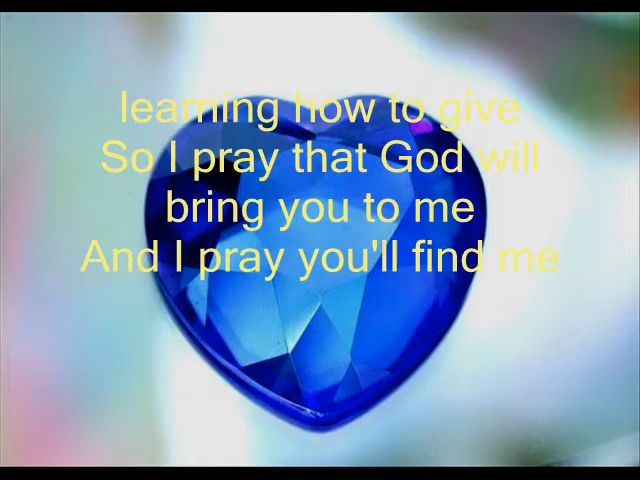 learning how to give
So I pray that God will
bring you to me
And I pray you'll find me